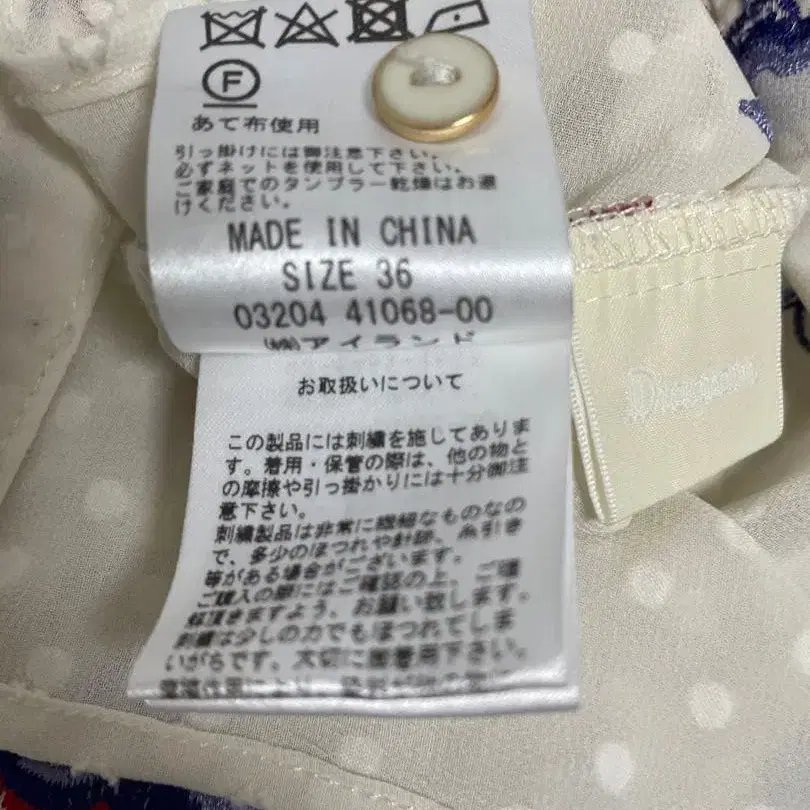 F
あて布使用
引っ掛けには御注意下さい。
必ずネットを使用して下さい。
ご家庭でのタンブラー乾燥はお避
けください。
MADE IN CHINA
SIZE 36
03204 41068-00
㈱アイランド
お取扱いについて
この製品には刺繍を施してありま
す。着用・保管の際は、他の物と
の摩擦や引っ掛かりには十分御注
意下さい。
刺繍製品は非常に繊細なものなの
で、多少のほつれや針跡、糸引き
等がある場合がございます。
ご購入の際にはご確認の上、ご理
解頂きますよう、お願い致します。
刺繍は少しの力でもほつれてしま
いがちです。大切に御着用下さい。